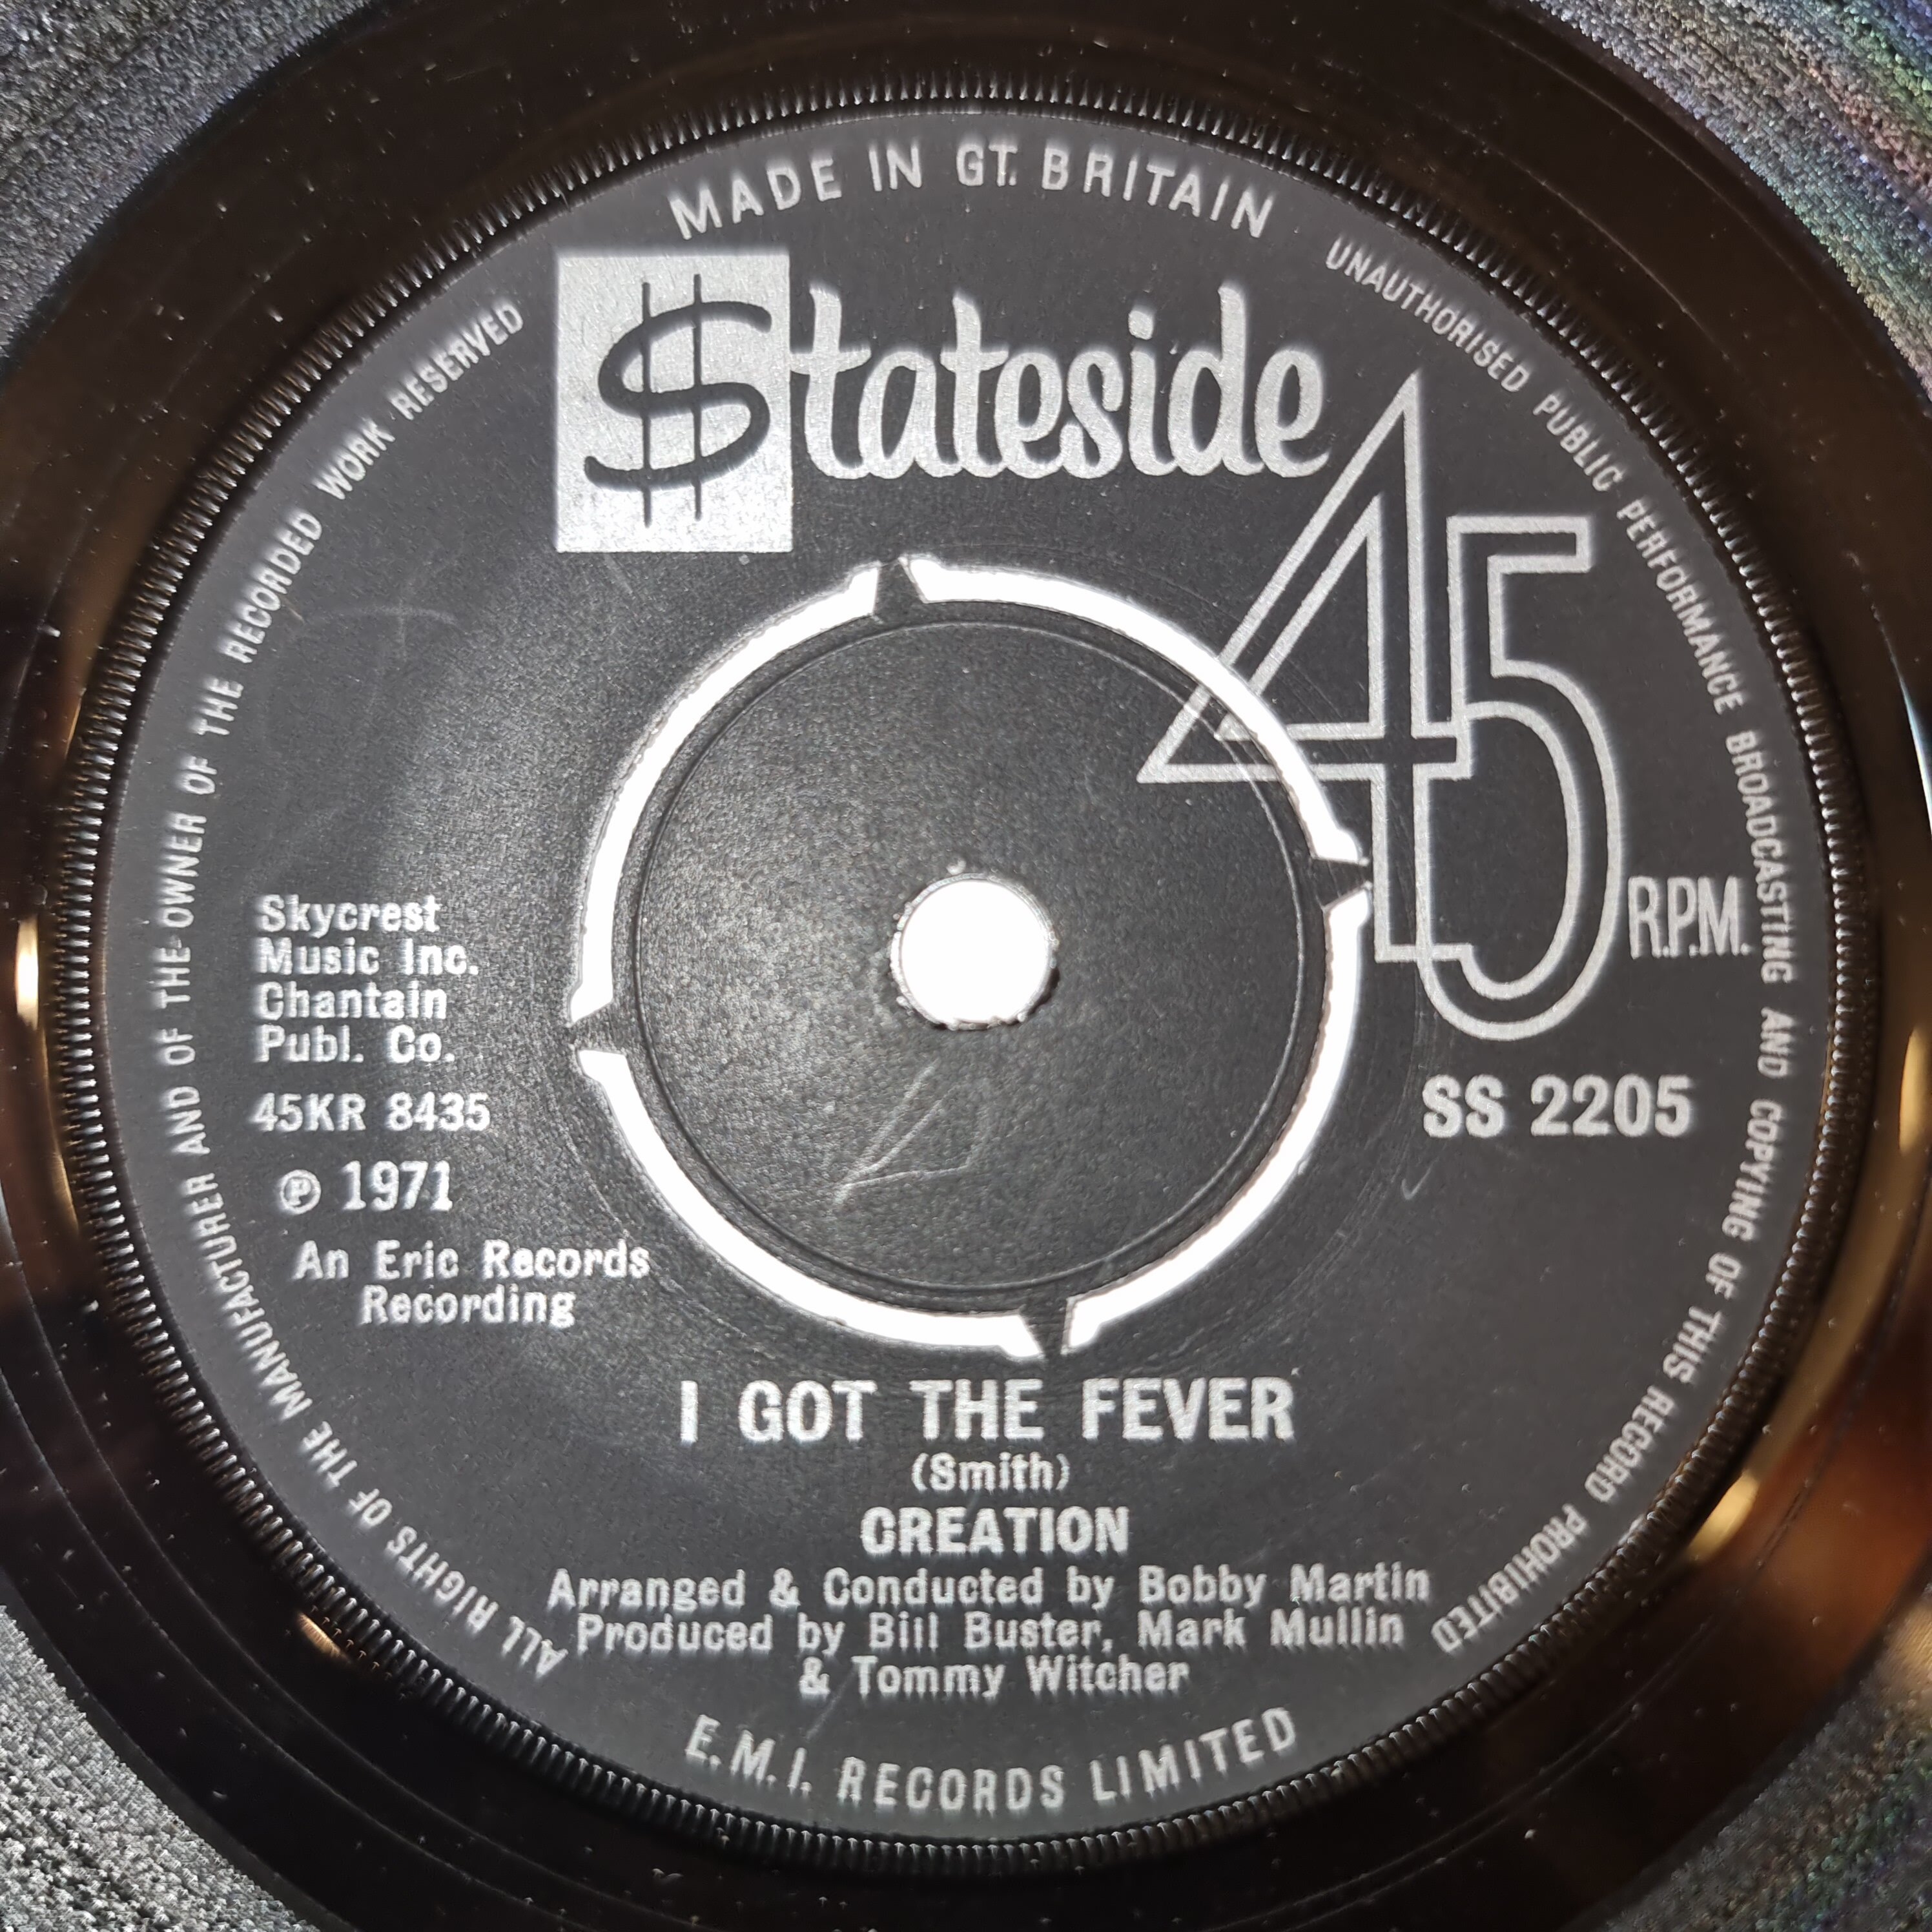 MADE IN GT. BRITAIN
UNAUTHORISED PUBLIC PERFORMANCE BROADCASTING AND COPYING OF THIS RECORD PROHIBITED
ALL RIGHTS OF THE MANUFACTURER AND OF THE OWNER OF THE RECORDED WORK RESERVED
$tateside
45
R.P.M.
Skycrest
Music Inc.
Chantain
Publ. Co.
45KR 8435
℗ 1971
An Eric Records
Recording
SS 2205
I GOT THE FEVER
(Smith)
CREATION
Arranged & Conducted by Bobby Martin
Produced by Bill Buster, Mark Mullin
& Tommy Witcher
E.M.I. RECORDS LIMITED